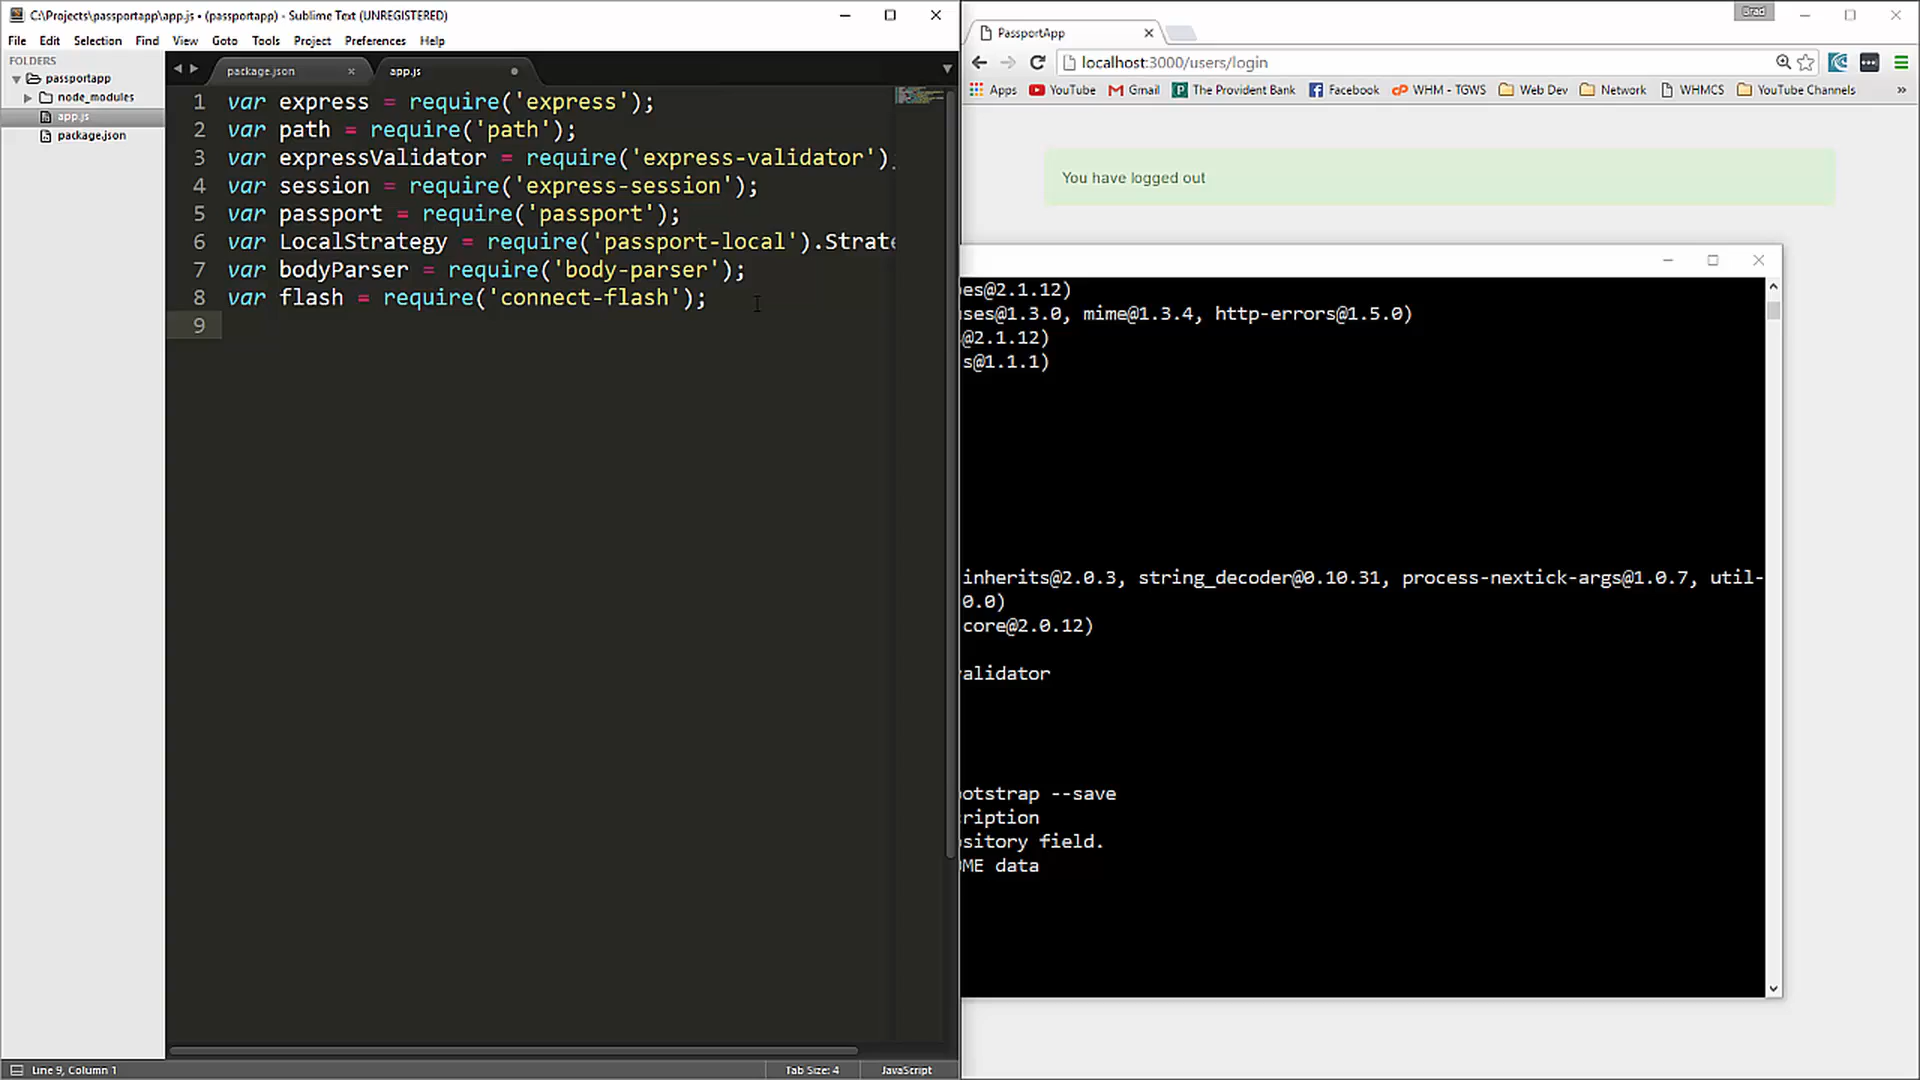 C:\Projects\passportapp\app.js • (passportapp) - Sublime Text (UNREGISTERED)
File Edit Selection Find View Goto Tools Project Preferences Help
FOLDERS
passportapp
node_modules
app.js
package.json
package.json
app.js
1 var express = require('express');
2 var path = require('path');
3 var expressValidator = require('express-validator')
4 var session = require('express-session');
5 var passport = require('passport');
6 var LocalStrategy = require('passport-local').Strate
7 var bodyParser = require('body-parser');
8 var flash = require('connect-flash');
9
Line 9, Column 1
Tab Size: 4
JavaScript
Brad
PassportApp
localhost:3000/users/login
Apps YouTube Gmail The Provident Bank Facebook WHM - TGWS Web Dev Network WHMCS YouTube Channels »
You have logged out
es@2.1.12)
uses@1.3.0, mime@1.3.4, http-errors@1.5.0)
@2.1.12)
s@1.1.1)
inherits@2.0.3, string_decoder@0.10.31, process-nextick-args@1.0.7, util-
0.0)
core@2.0.12)
validator
otstrap --save
cription
ository field.
ME data